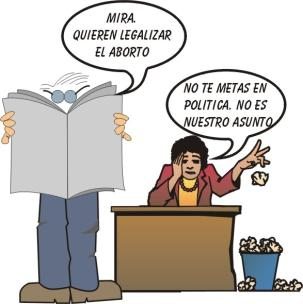 MIRA.
QUIEREN LEGALIZAR
EL ABORTO
NO TE METAS EN
POLITICA. NO ES
NUESTRO ASUNTO